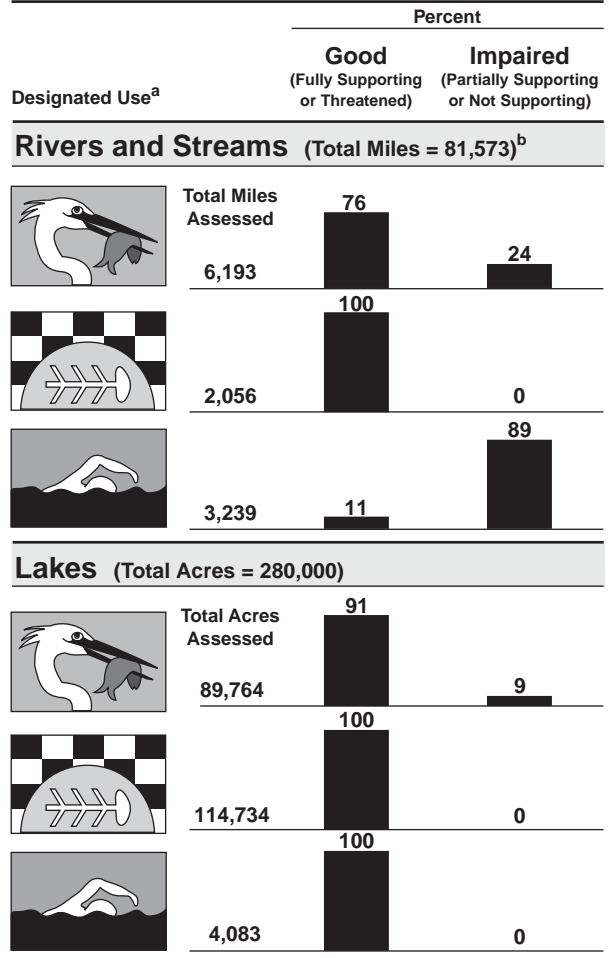 Percent
Good
(Fully Supporting
or Threatened)
Impaired
(Partially Supporting
or Not Supporting)
Designated Useᵃ
Rivers and Streams (Total Miles = 81,573)ᵇ
Total Miles
Assessed
76
24
6,193
100
2,056
0
89
11
3,239
Lakes (Total Acres = 280,000)
Total Acres
Assessed
91
9
89,764
100
114,734
0
100
4,083
0